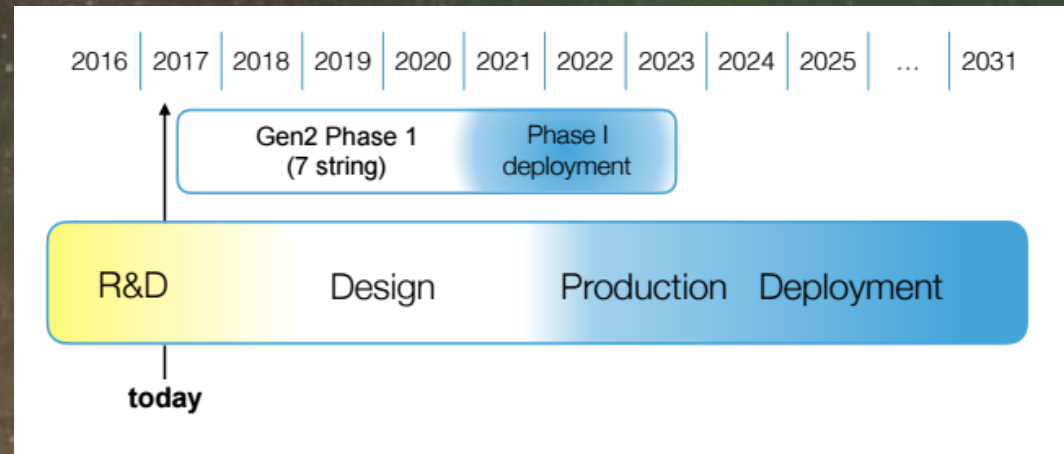 2016 2017 2018 2019 2020 2021 2022 2023 2024 2025 ... 2031
Gen2 Phase 1
(7 string)
Phase I
deployment
R&D Design Production Deployment
today